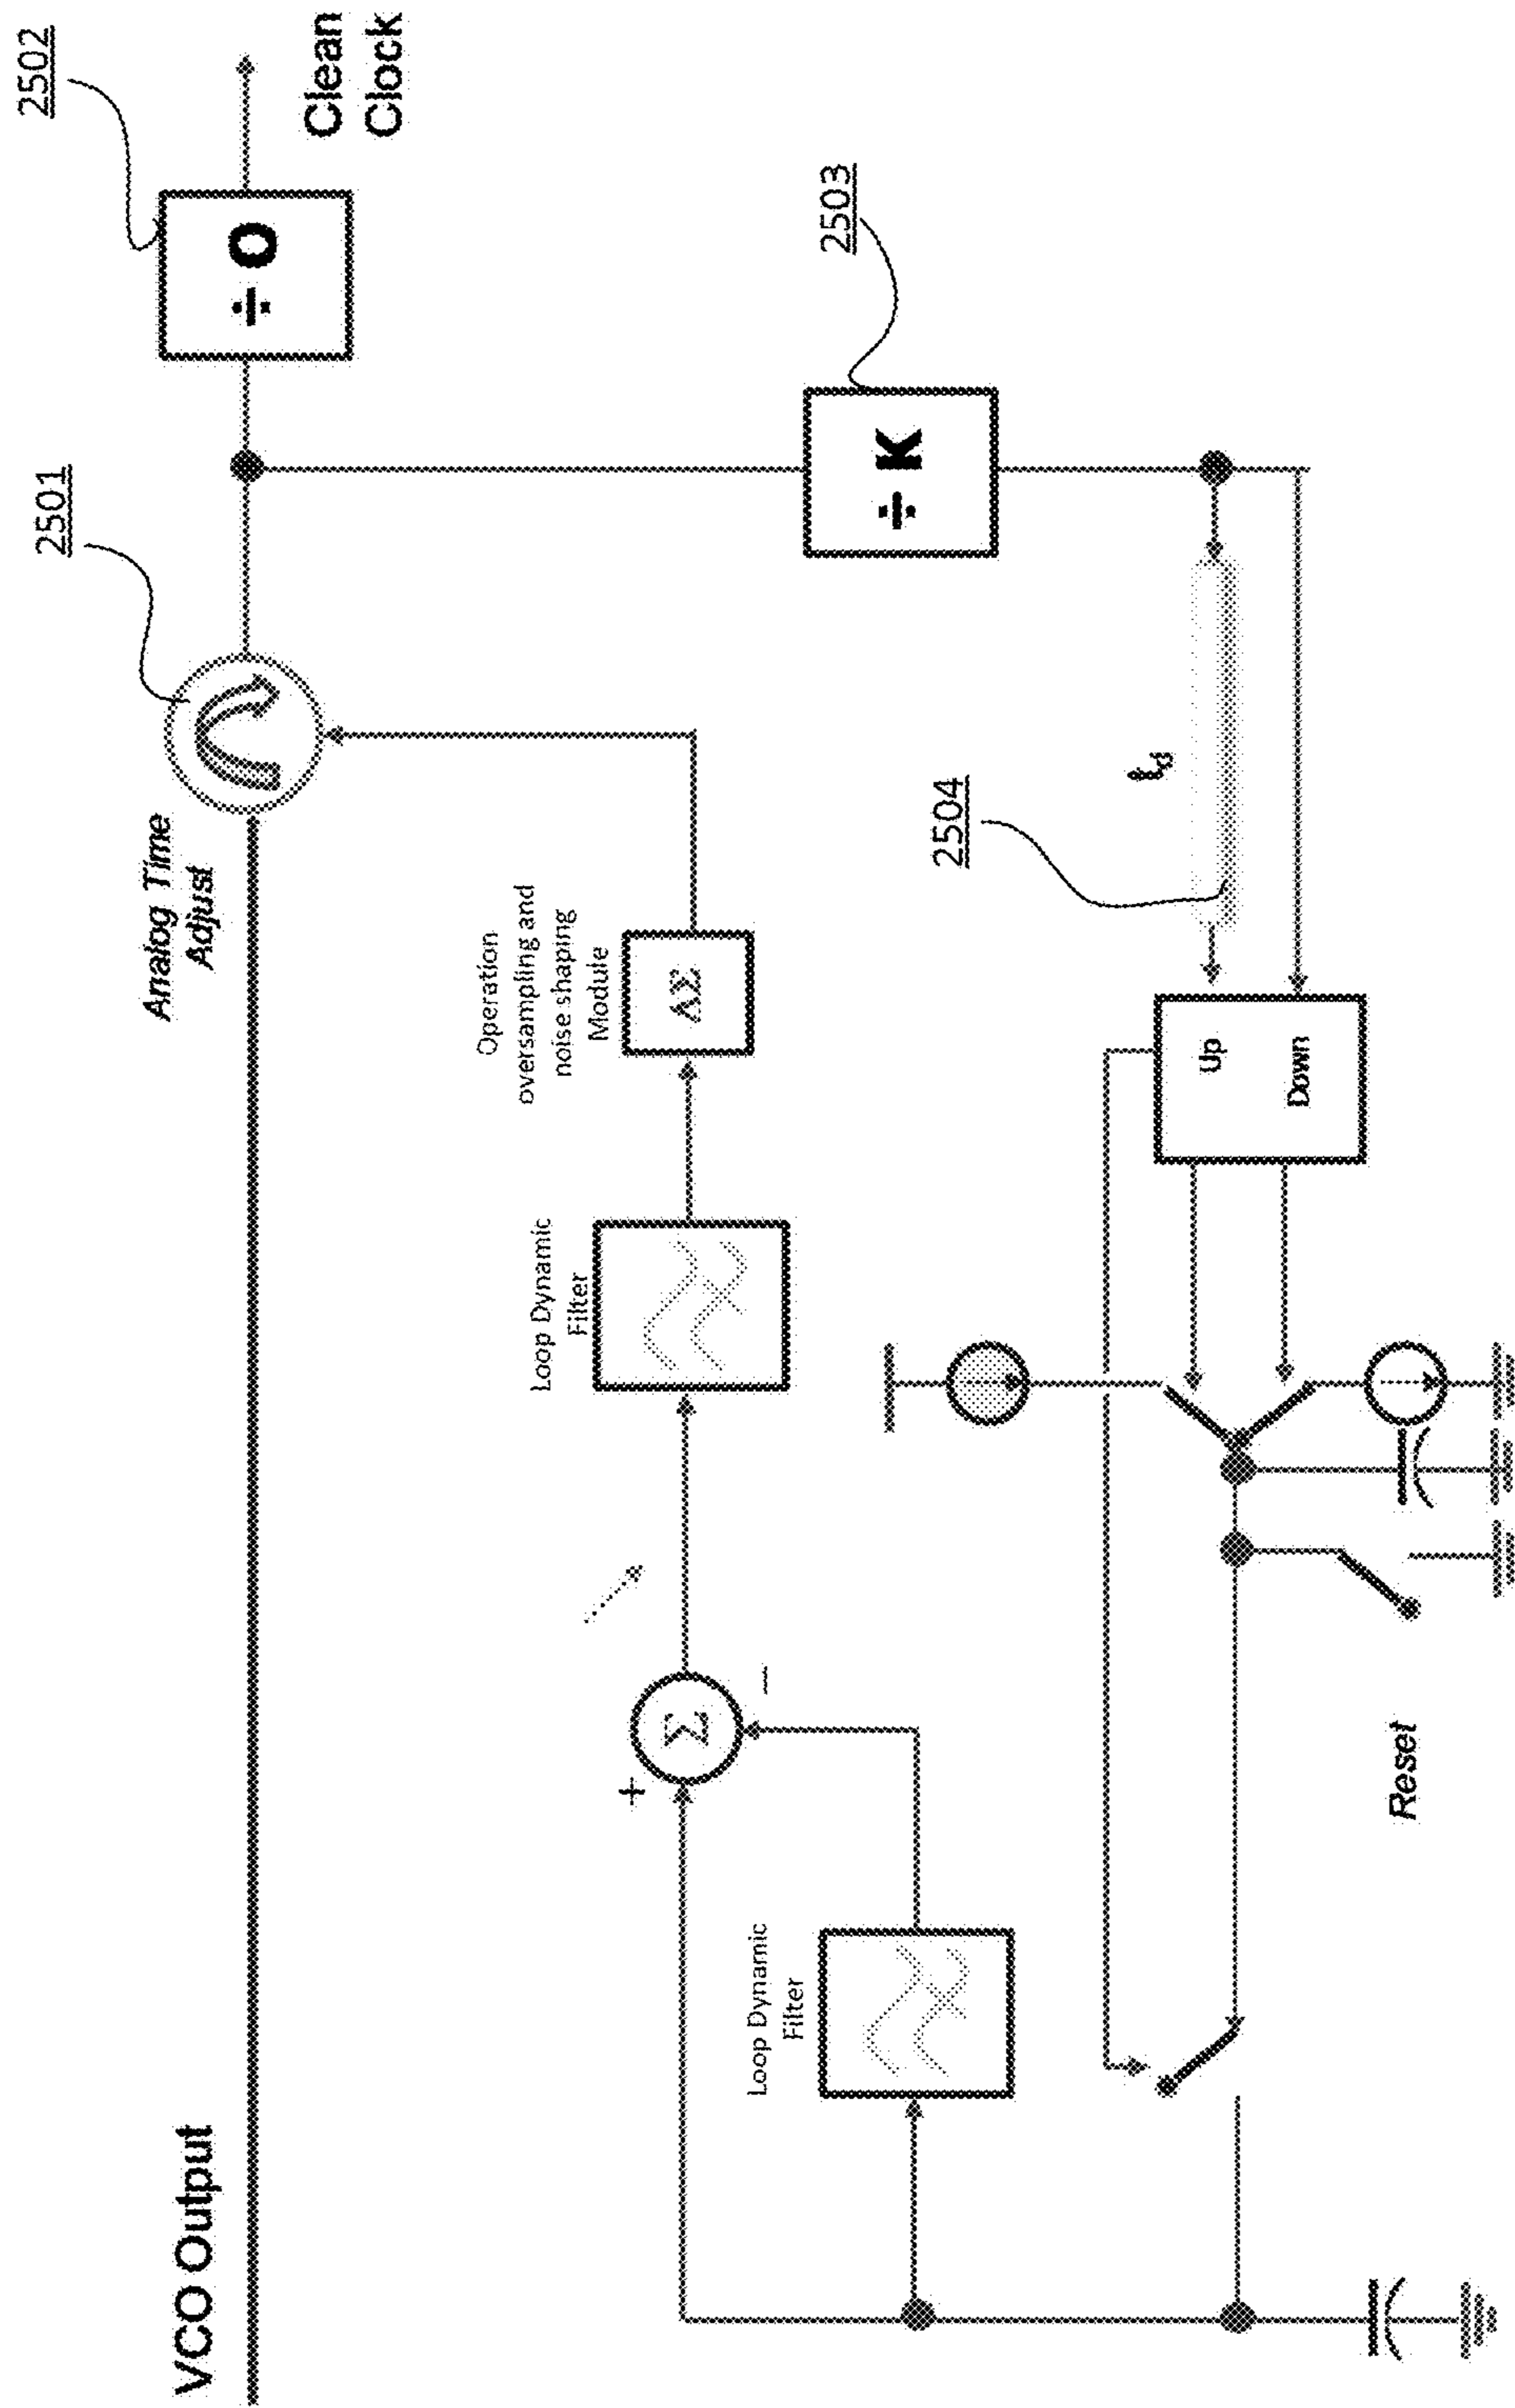 VCO Output
Analog Time
Adjust
2501
2502
÷ O
Clean
Clock
Operation
oversampling and
noise shaping
Module
ΔΣ
Loop Dynamic
Filter
+
Σ
−
Loop Dynamic
Filter
÷ K
2503
2504
td
Up
Down
Reset